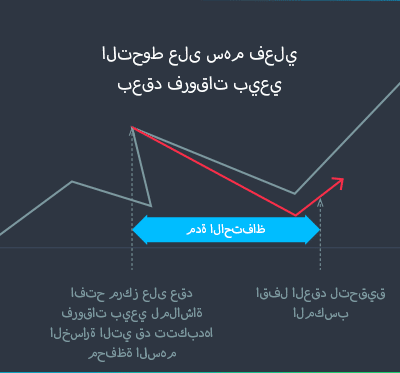 التحوط على سهم فعلي
بعقد فروقات بيعي
مدة الاحتفاظ
افتح مركز على عقد
فروقات بيعي لملاشاة
الخسارة التي قد تتكبدها
محفظة السهم
اقفل العقد لتحقيق
المكسب